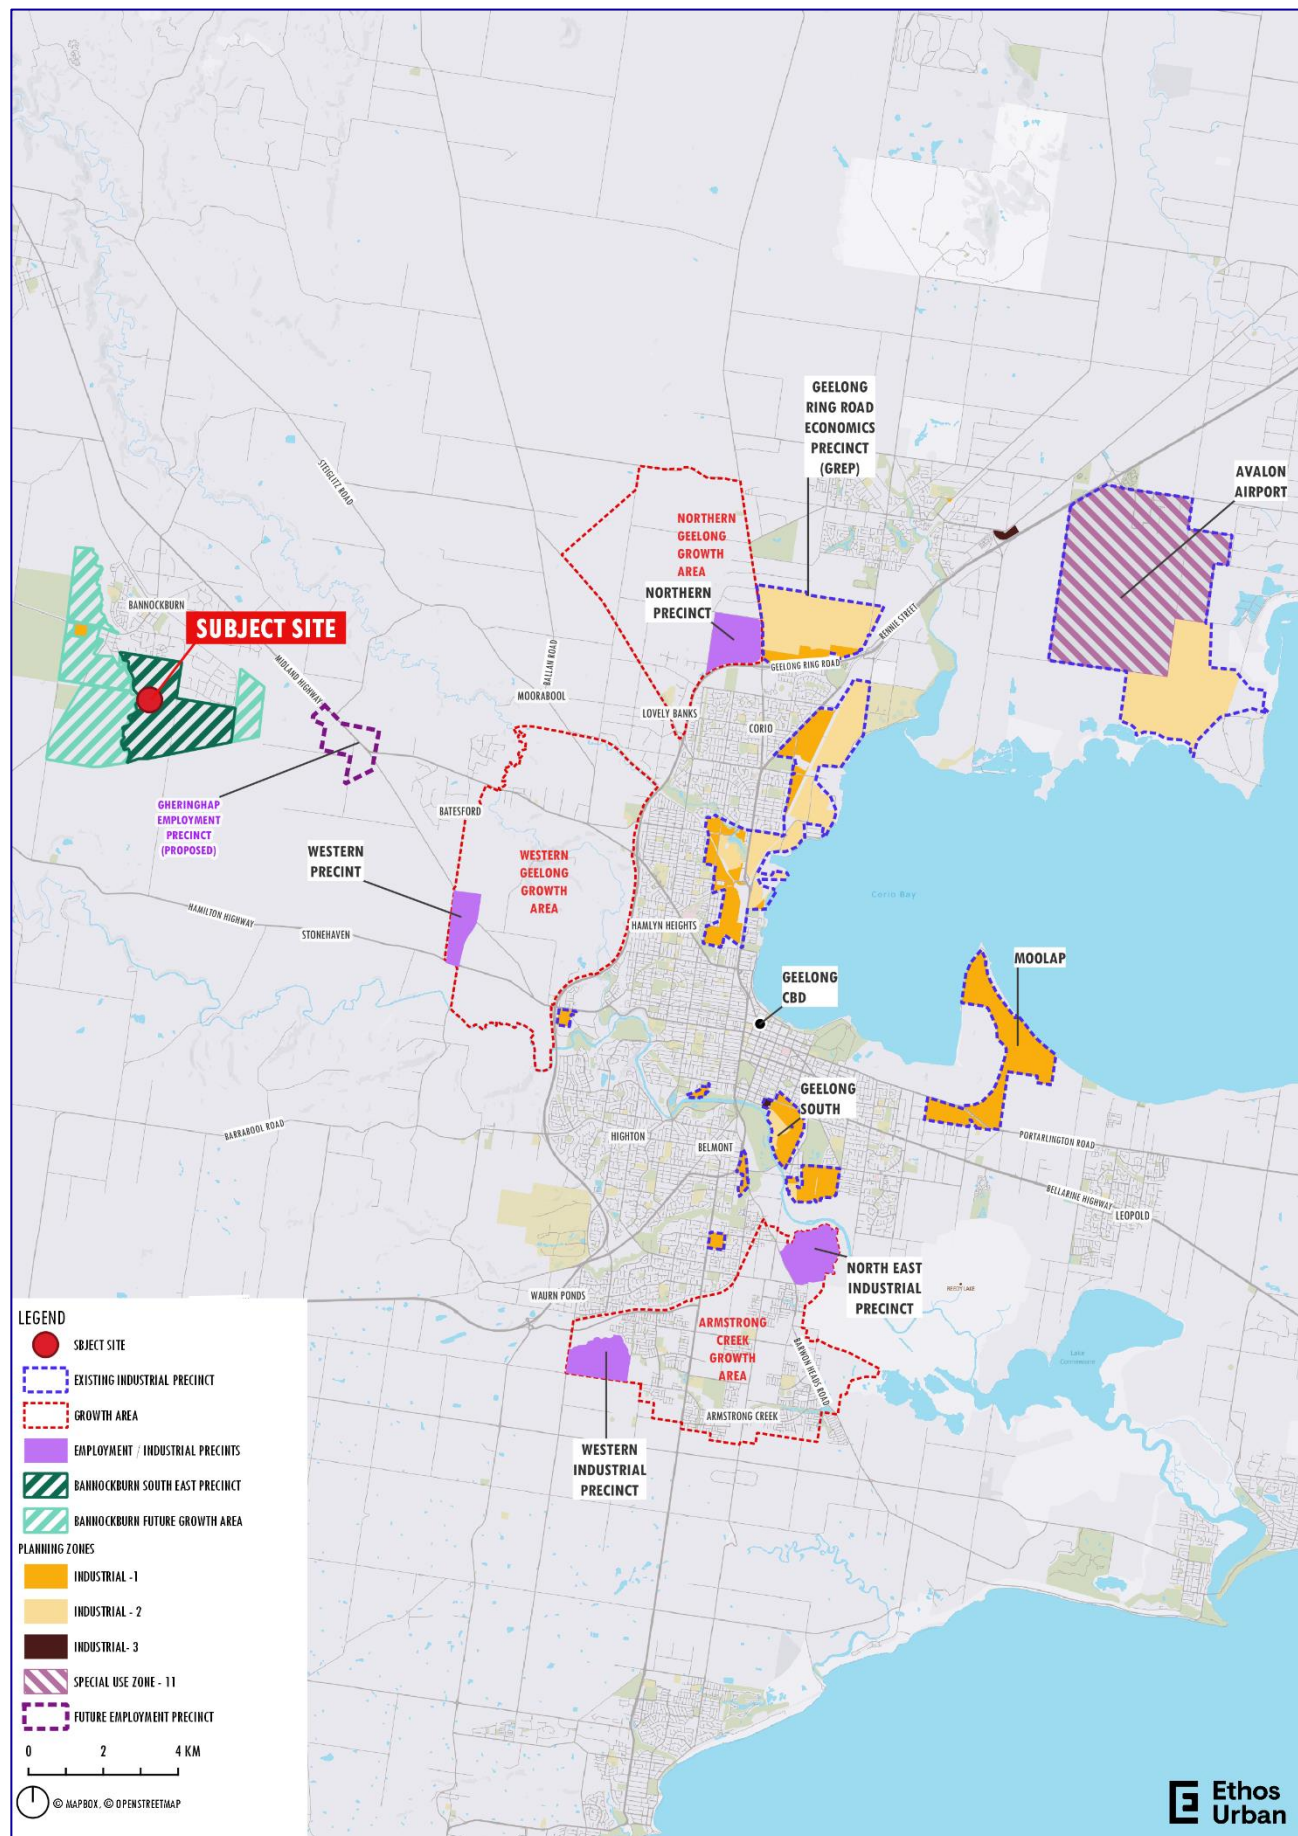 GEELONG
RING ROAD
ECONOMICS
PRECINCT
(GREP)
AVALON
AIRPORT
STEIGLITZ ROAD
NORTHERN
GEELONG
GROWTH
AREA
NORTHERN
PRECINCT
RENNIE STREET
BANNOCKBURN
SUBJECT SITE
MIDLAND HIGHWAY
BALLAN ROAD
GEELONG RING ROAD
MOORABOOL
LOVELY BANKS
CORIO
GHERINGHAP
EMPLOYMENT
PRECINCT
(PROPOSED)
BATESFORD
WESTERN
PRECINT
WESTERN
GEELONG
GROWTH
AREA
Corio Bay
HAMILTON HIGHWAY
STONEHAVEN
HAMLYN HEIGHTS
MOOLAP
GEELONG
CBD
GEELONG
SOUTH
BARRABOOL ROAD
HIGHTON
BELMONT
PORTARLINGTON ROAD
BELLARINE HIGHWAY
LEOPOLD
NORTH EAST
INDUSTRIAL
PRECINCT
REEDY LAKE
WAURN PONDS
ARMSTRONG
CREEK
GROWTH
AREA
BARWON HEADS ROAD
Lake
Connewarre
ARMSTRONG CREEK
WESTERN
INDUSTRIAL
PRECINCT
LEGEND
SBJECT SITE
EXISTING INDUSTRIAL PRECINCT
GROWTH AREA
EMPLOYMENT / INDUSTRIAL PRECINTS
BANNOCKBURN SOUTH EAST PRECINCT
BANNOCKBURN FUTURE GROWTH AREA
PLANNING ZONES
INDUSTRIAL -1
INDUSTRIAL - 2
INDUSTRIAL- 3
SPECIAL USE ZONE - 11
FUTURE EMPLOYMENT PRECINCT
0 2 4 KM
© MAPBOX, © OPENSTREETMAP
Ethos
Urban